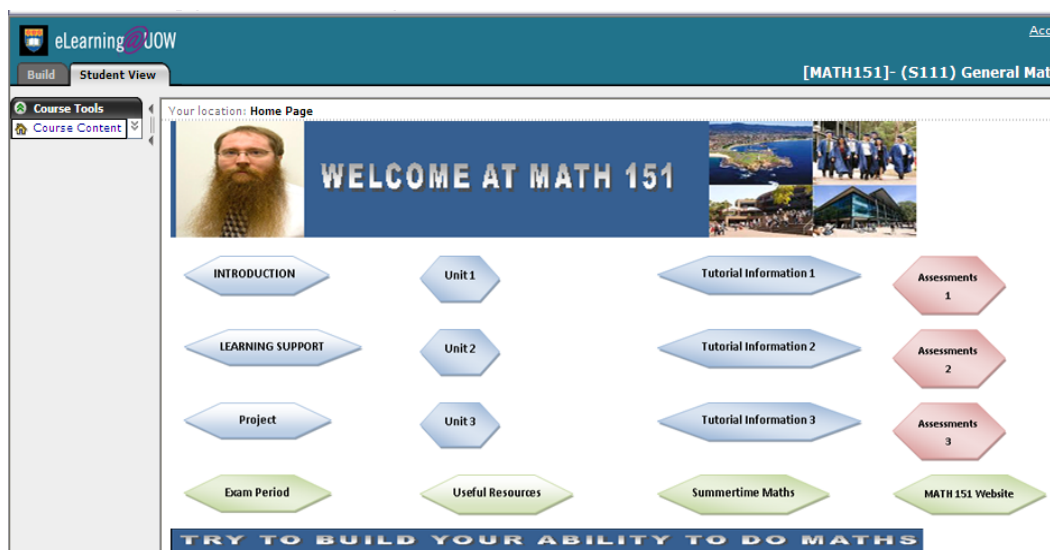 eLearning@UOW
Acc
Build
Student View
[MATH151]- (S111) General Mat
Course Tools
Course Content
Your location: Home Page
WELCOME AT MATH 151
INTRODUCTION
Unit 1
Tutorial Information 1
Assessments
1
LEARNING SUPPORT
Unit 2
Tutorial Information 2
Assessments
2
Project
Unit 3
Tutorial Information 3
Assessments
3
Exam Period
Useful Resources
Summertime Maths
MATH 151 Website
TRY TO BUILD YOUR ABILITY TO DO MATHS